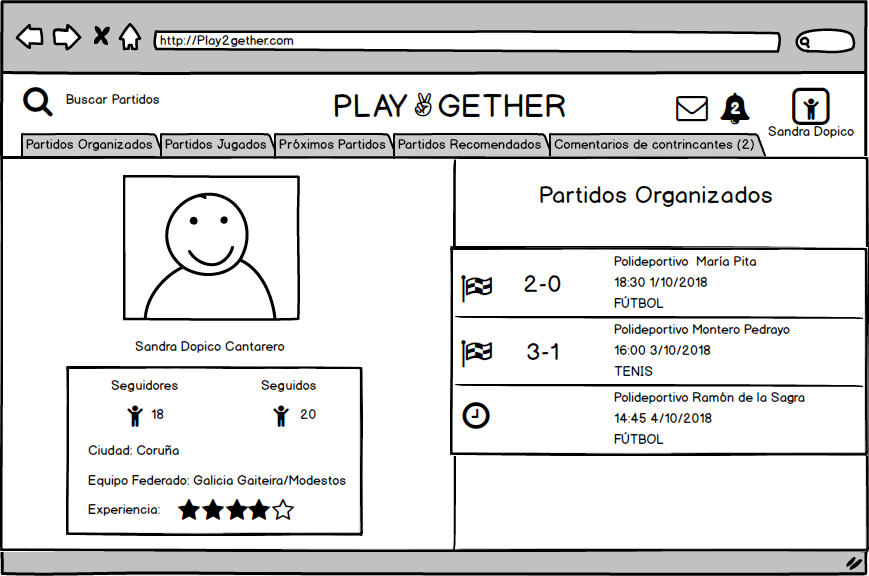 http://Play2gether.com
Buscar Partidos
PLAY GETHER
2
Sandra Dopico
Partidos Organizados
Partidos Jugados
Próximos Partidos
Partidos Recomendados
Comentarios de contrincantes (2)
Sandra Dopico Cantarero
Seguidores
Seguidos
18
20
Ciudad: Coruña
Equipo Federado: Galicia Gaiteira/Modestos
Experiencia:
Partidos Organizados
2-0
Polideportivo María Pita
18:30 1/10/2018
FÚTBOL
3-1
Polideportivo Montero Pedrayo
16:00 3/10/2018
TENIS
Polideportivo Ramón de la Sagra
14:45 4/10/2018
FÚTBOL